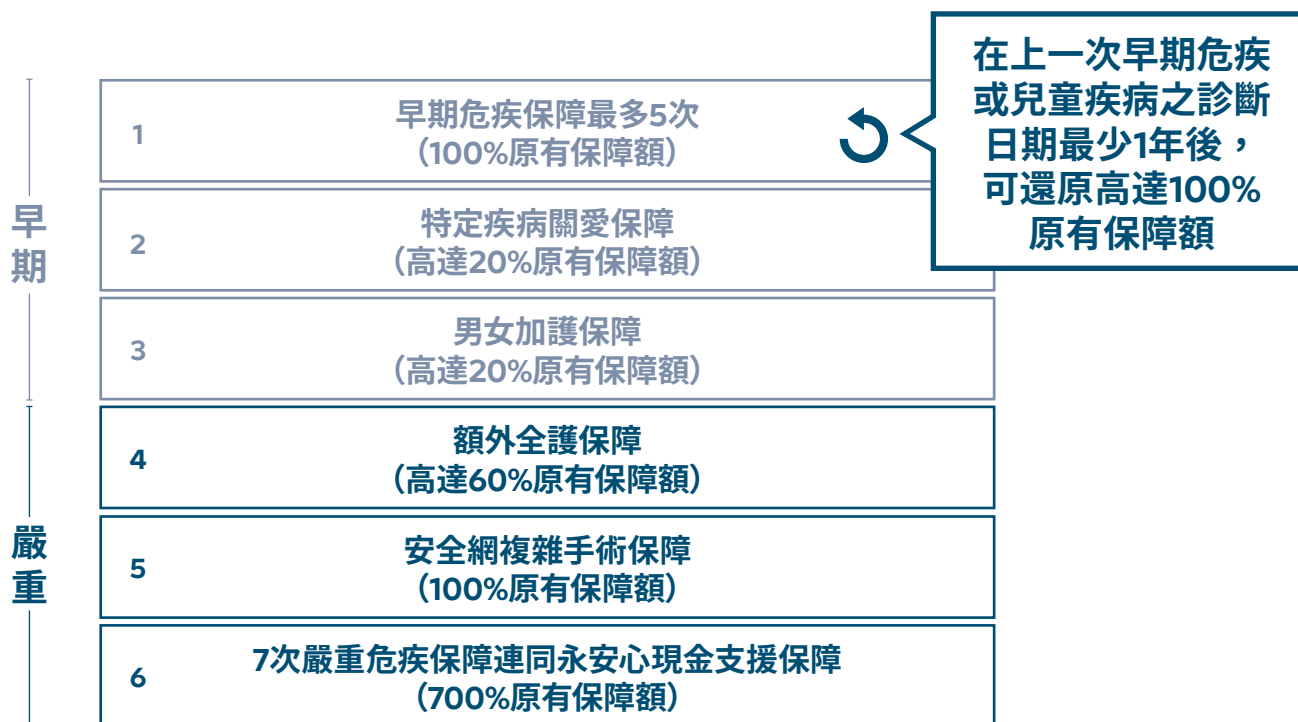 在上一次早期危疾
或兒童疾病之診斷
日期最少1年後，
可還原高達100%
原有保障額
早期
1
早期危疾保障最多5次
（100%原有保障額）
2
特定疾病關愛保障
（高達20%原有保障額）
3
男女加護保障
（高達20%原有保障額）
嚴重
4
額外全護保障
（高達60%原有保障額）
5
安全網複雜手術保障
（100%原有保障額）
6
7次嚴重危疾保障連同永安心現金支援保障
（700%原有保障額）